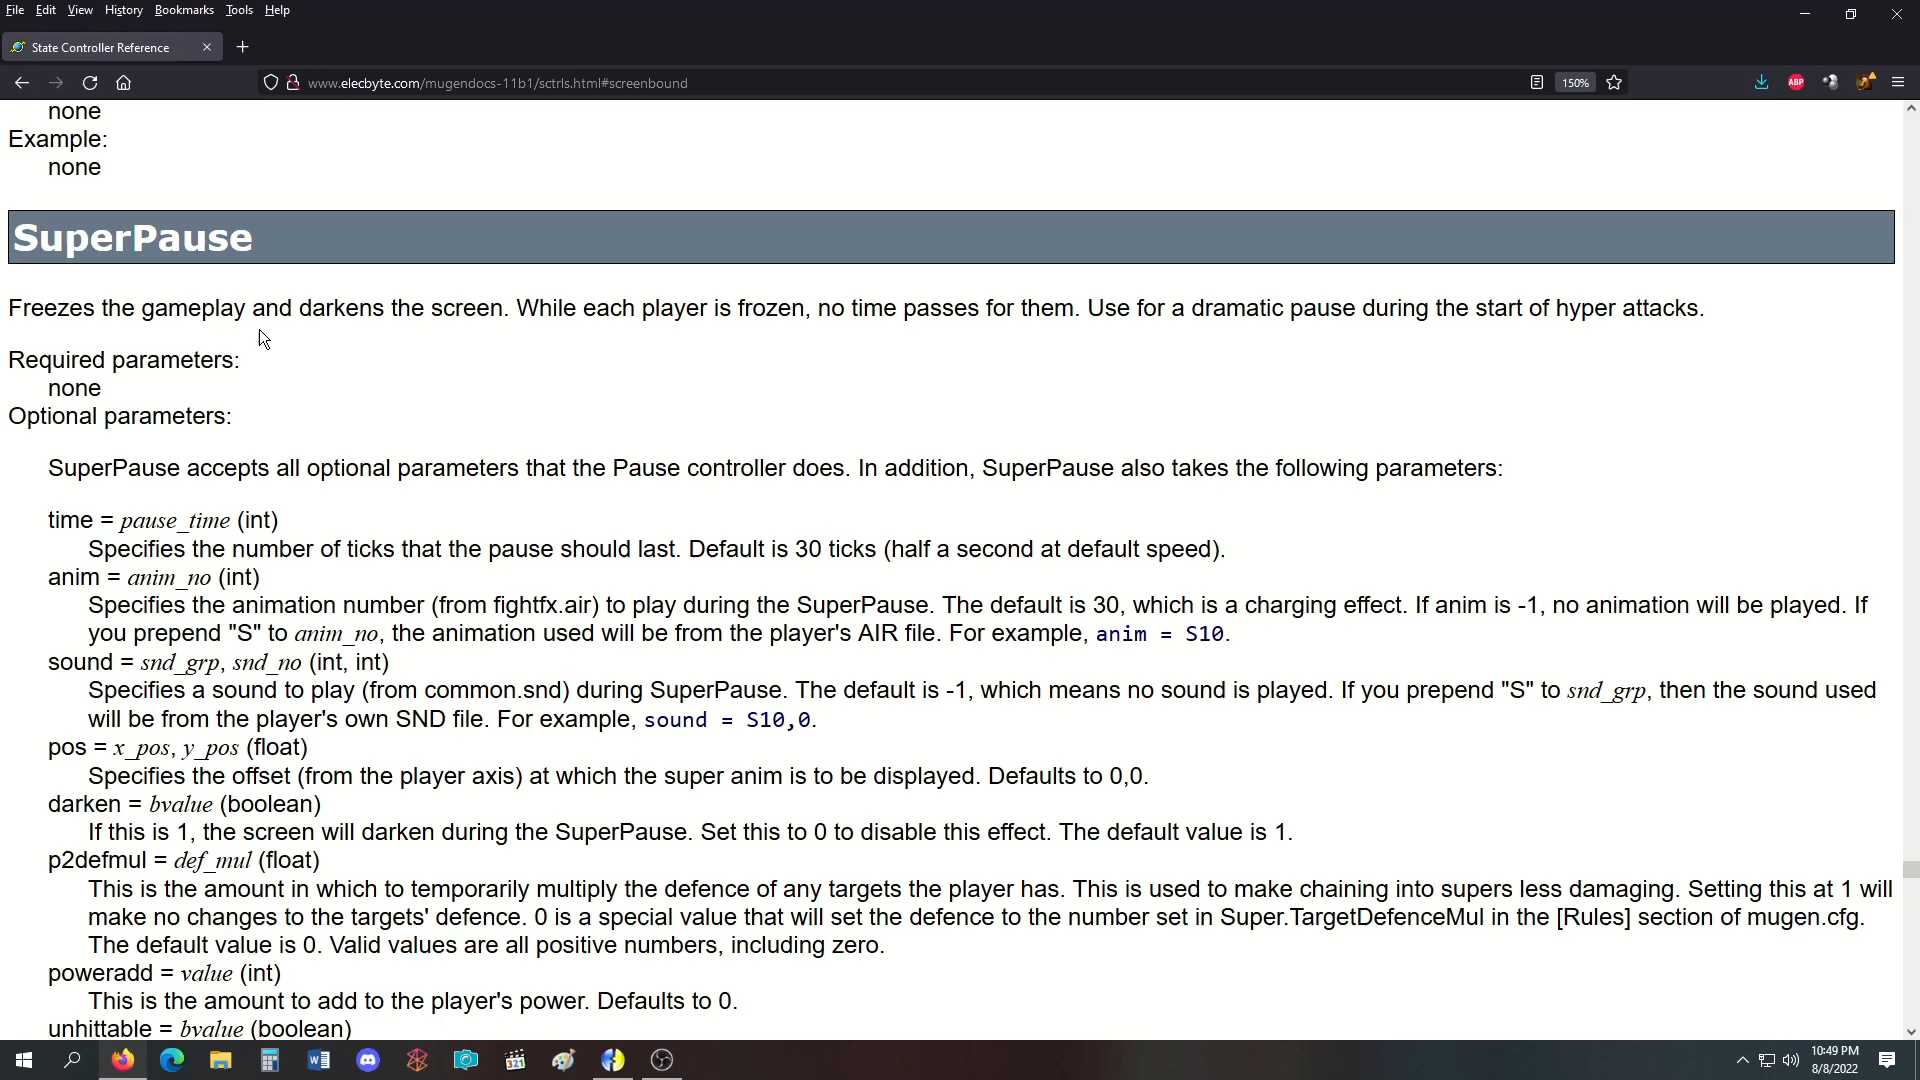 File Edit View History Bookmarks Tools Help
State Controller Reference
www.elecbyte.com/mugendocs-11b1/sctrls.html#screenbound
150%
ABP
none
Example:
none
SuperPause
Freezes the gameplay and darkens the screen. While each player is frozen, no time passes for them. Use for a dramatic pause during the start of hyper attacks.
Required parameters:
none
Optional parameters:
SuperPause accepts all optional parameters that the Pause controller does. In addition, SuperPause also takes the following parameters:
time = pause_time (int)
Specifies the number of ticks that the pause should last. Default is 30 ticks (half a second at default speed).
anim = anim_no (int)
Specifies the animation number (from fightfx.air) to play during the SuperPause. The default is 30, which is a charging effect. If anim is -1, no animation will be played. If
you prepend "S" to anim_no, the animation used will be from the player's AIR file. For example, anim = S10.
sound = snd_grp, snd_no (int, int)
Specifies a sound to play (from common.snd) during SuperPause. The default is -1, which means no sound is played. If you prepend "S" to snd_grp, then the sound used
will be from the player's own SND file. For example, sound = S10,0.
pos = x_pos, y_pos (float)
Specifies the offset (from the player axis) at which the super anim is to be displayed. Defaults to 0,0.
darken = bvalue (boolean)
If this is 1, the screen will darken during the SuperPause. Set this to 0 to disable this effect. The default value is 1.
p2defmul = def_mul (float)
This is the amount in which to temporarily multiply the defence of any targets the player has. This is used to make chaining into supers less damaging. Setting this at 1 will
make no changes to the targets' defence. 0 is a special value that will set the defence to the number set in Super.TargetDefenceMul in the [Rules] section of mugen.cfg.
The default value is 0. Valid values are all positive numbers, including zero.
poweradd = value (int)
This is the amount to add to the player's power. Defaults to 0.
unhittable = bvalue (boolean)
321
10:49 PM
8/8/2022